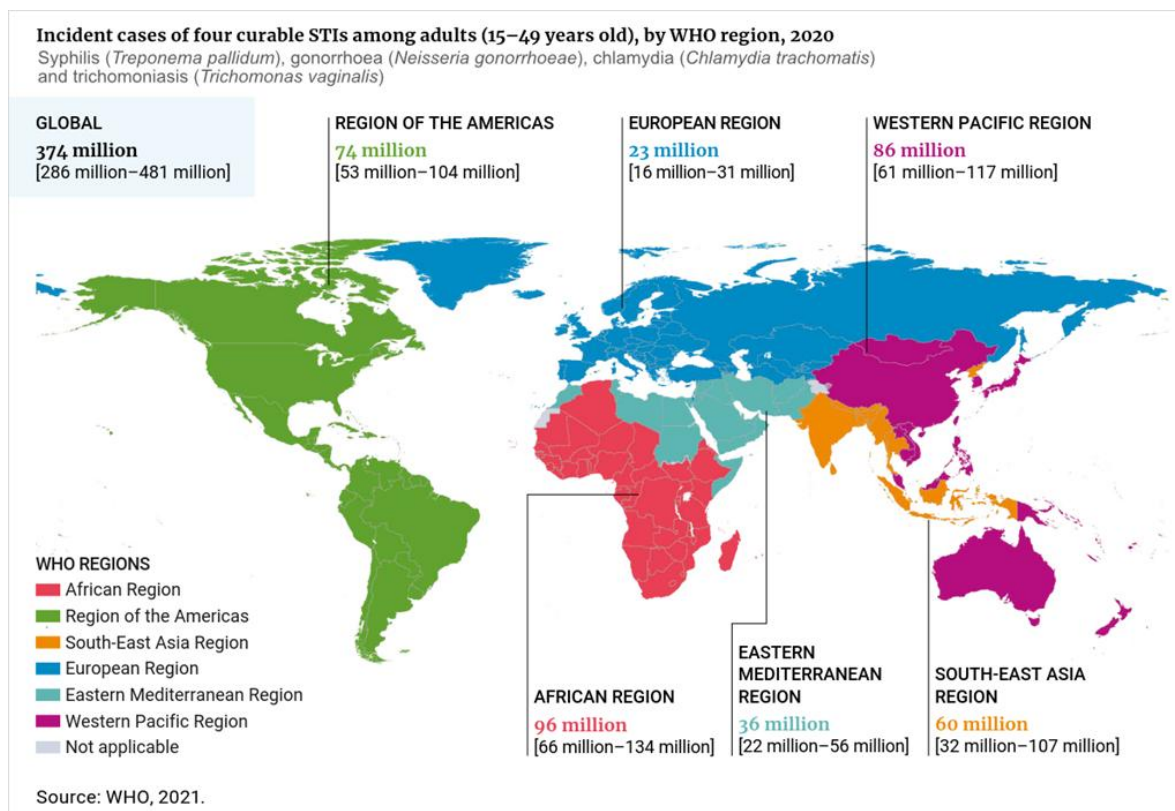 Incident cases of four curable STIs among adults (15–49 years old), by WHO region, 2020
Syphilis (Treponema pallidum), gonorrhoea (Neisseria gonorrhoeae), chlamydia (Chlamydia trachomatis)
and trichomoniasis (Trichomonas vaginalis)
GLOBAL
374 million
[286 million–481 million]
REGION OF THE AMERICAS
74 million
[53 million–104 million]
EUROPEAN REGION
23 million
[16 million–31 million]
WESTERN PACIFIC REGION
86 million
[61 million–117 million]
WHO REGIONS
African Region
Region of the Americas
South-East Asia Region
European Region
Eastern Mediterranean Region
Western Pacific Region
Not applicable
AFRICAN REGION
96 million
[66 million–134 million]
EASTERN
MEDITERRANEAN
REGION
36 million
[22 million–56 million]
SOUTH-EAST ASIA
REGION
60 million
[32 million–107 million]
Source: WHO, 2021.